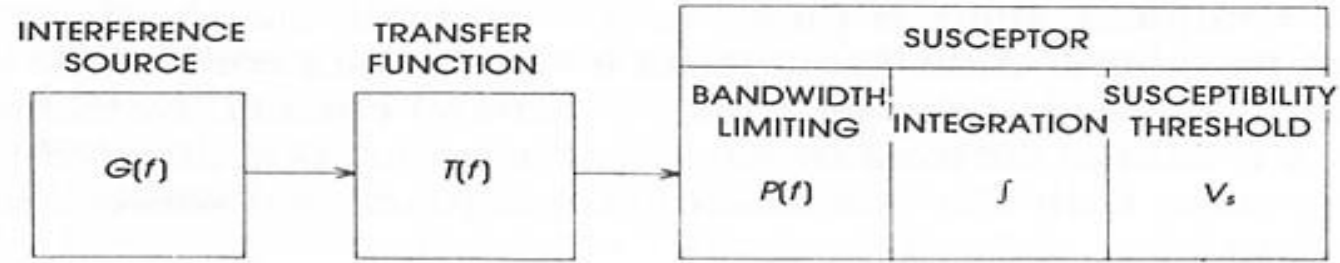 INTERFERENCE
SOURCE
G(f)
TRANSFER
FUNCTION
T(f)
SUSCEPTOR
BANDWIDTH
LIMITING
P(f)
INTEGRATION
∫
SUSCEPTIBILITY
THRESHOLD
Vₛ